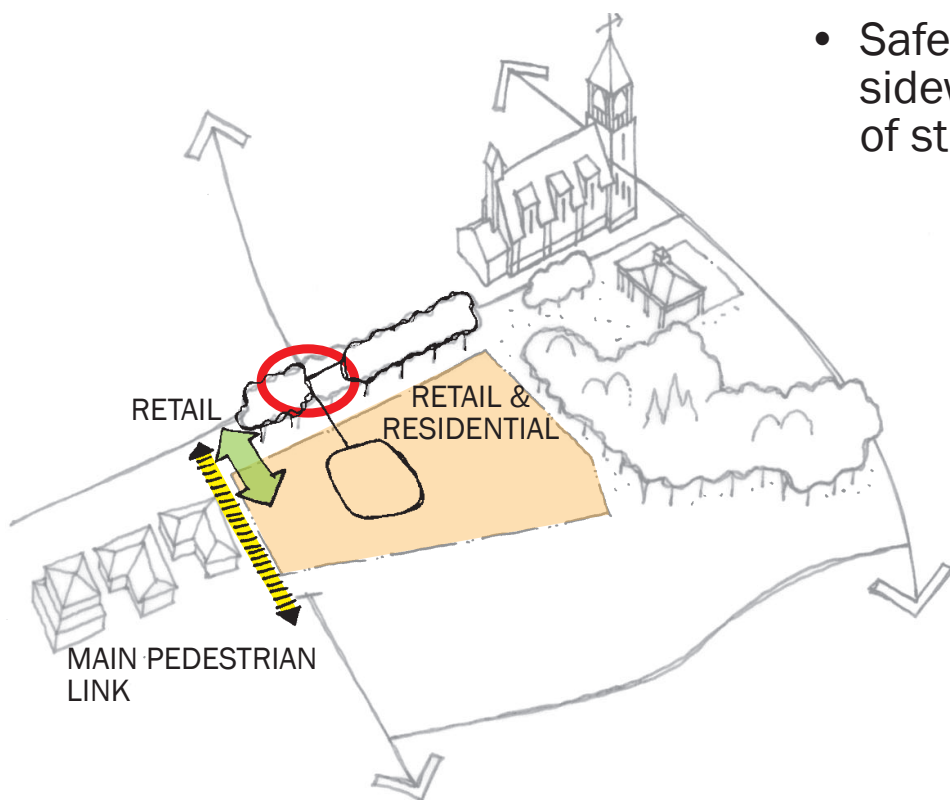 • Safe
sidew
of st
RETAIL
RETAIL &
RESIDENTIAL
MAIN PEDESTRIAN
LINK